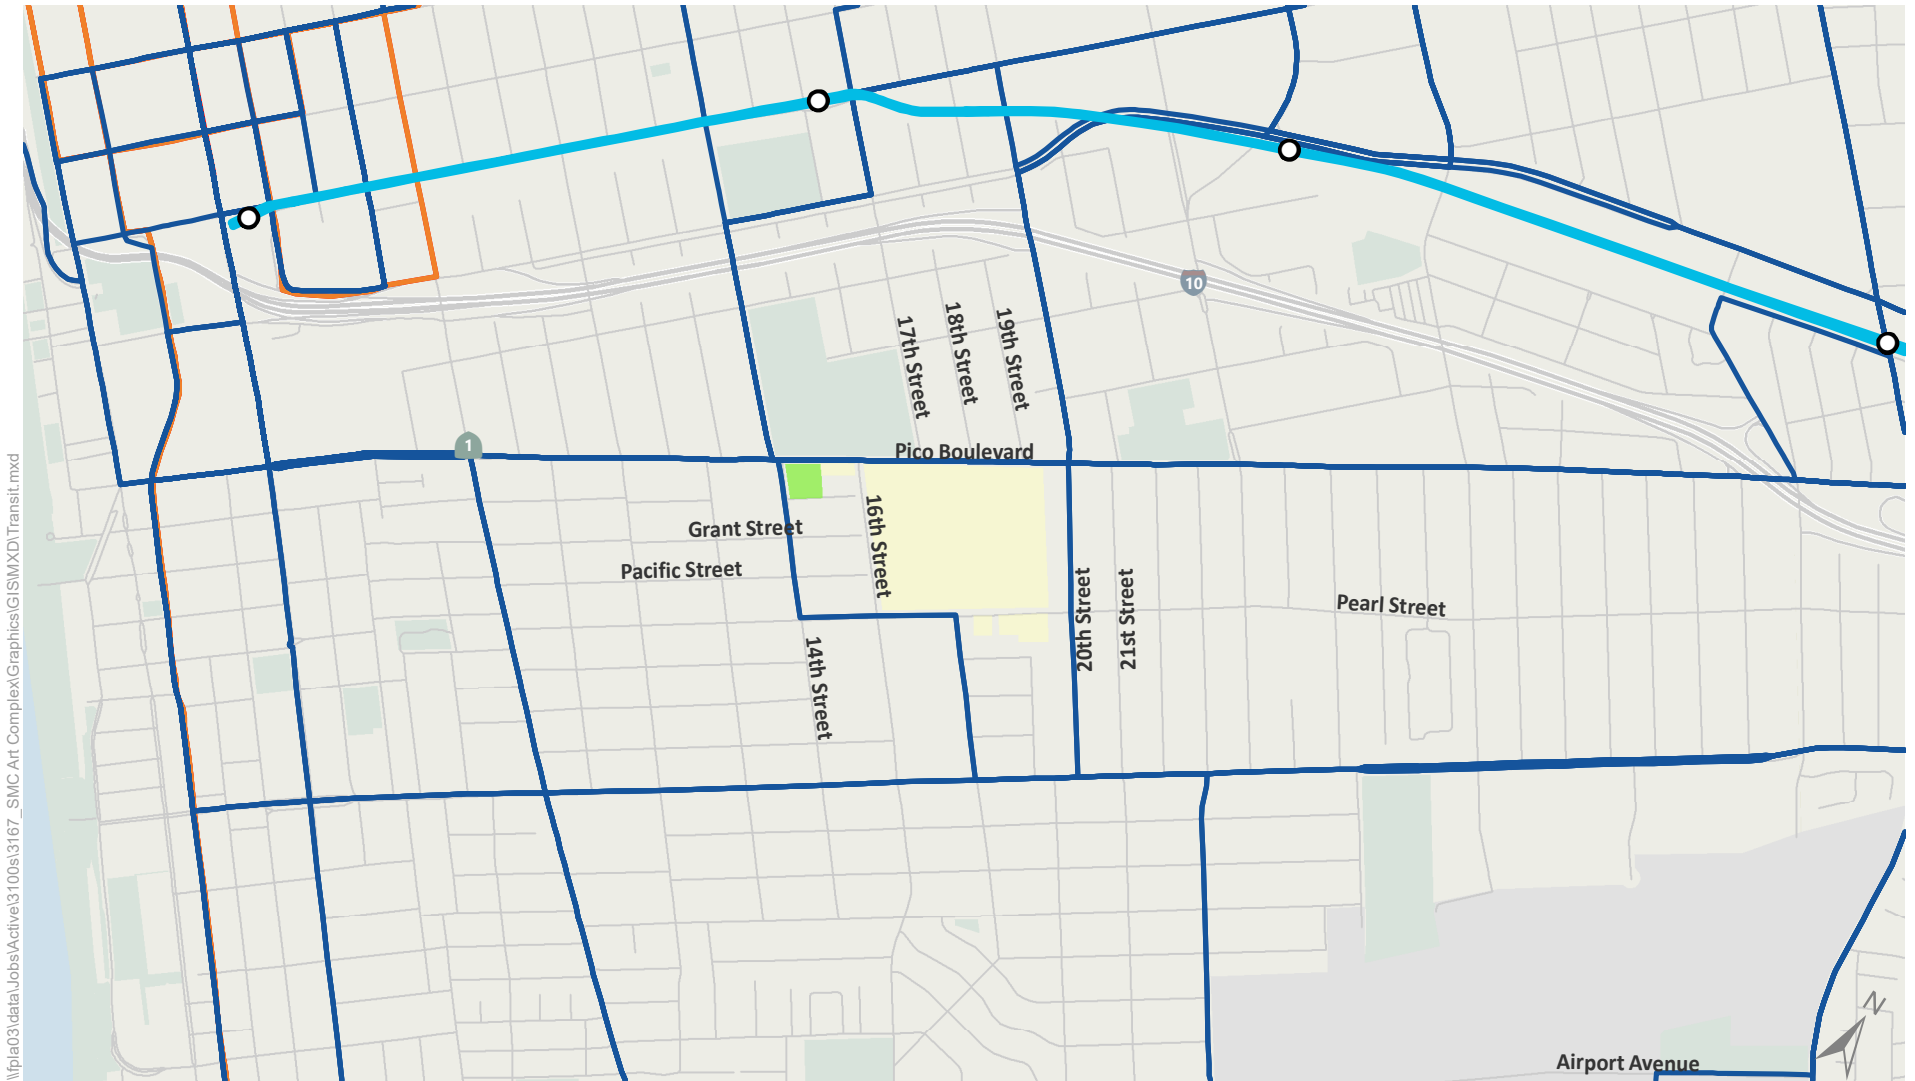 10
17th Street
18th Street
19th Street
1
Pico Boulevard
16th Street
Grant Street
Pacific Street
20th Street
21st Street
Pearl Street
14th Street
N
Airport Avenue
\\fpla03\data\Jobs\Active\3100s\3167_SMC Art Complex\Graphics\GIS\MXD\Transit.mxd